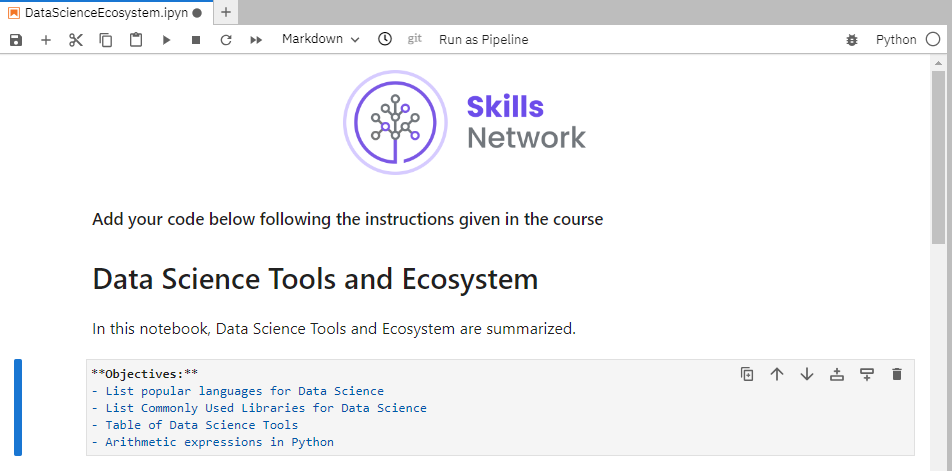 DataScienceEcosystem.ipyn
Markdown git Run as Pipeline Python
Skills
Network
Add your code below following the instructions given in the course
Data Science Tools and Ecosystem
In this notebook, Data Science Tools and Ecosystem are summarized.
**Objectives:**
- List popular languages for Data Science
- List Commonly Used Libraries for Data Science
- Table of Data Science Tools
- Arithmetic expressions in Python